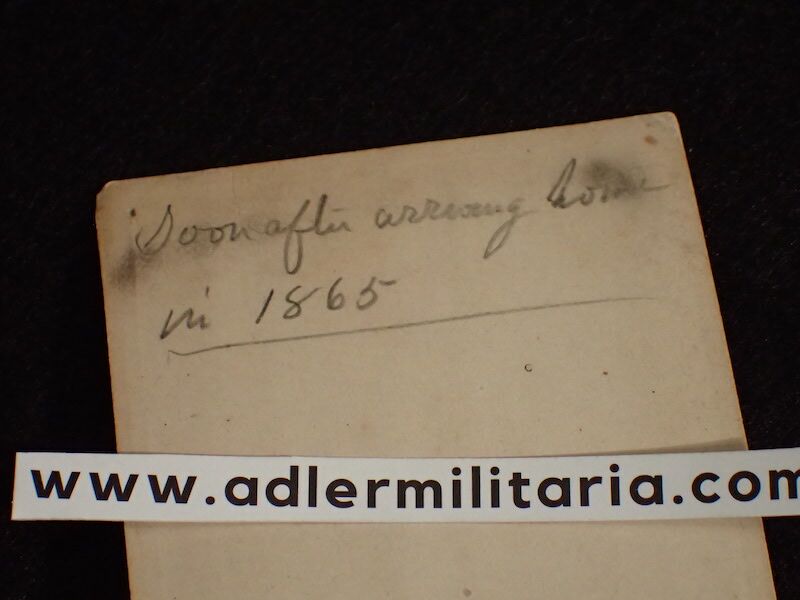 Soon after arriving home
in 1865
www.adlermilitaria.com